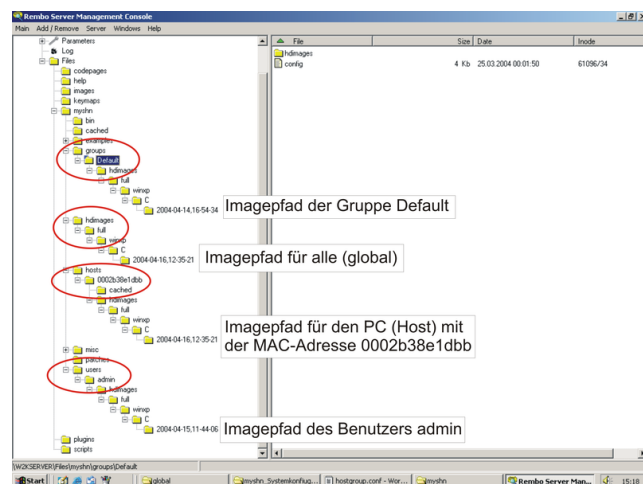 Rembo Server Management Console
Main Add / Remove Server Windows Help
Parameters
Log
Files
codepages
help
images
keymaps
myshn
bin
cached
examples
groups
Default
hdimages
full
winxp
C
2004-04-14,16-54-34
Imagepfad der Gruppe Default
hdimages
full
winxp
C
2004-04-16,12-35-21
Imagepfad für alle (global)
hosts
0002b38e1dbb
cached
hdimages
full
winxp
C
2004-04-16,12-35-21
Imagepfad für den PC (Host) mit
der MAC-Adresse 0002b38e1dbb
misc
patches
users
admin
hdimages
full
winxp
C
2004-04-15,11-44-06
Imagepfad des Benutzers admin
plugins
scripts
File Size Date Inode
hdimages
config 4 Kb 25.03.2004 00:01:50 61096/34
\W2KSERVER\Files\myshn\groups\Default
Start global myshn_Systemkonfiug... hostgroup.conf - Wor... myshn Rembo Server Man... 15:18